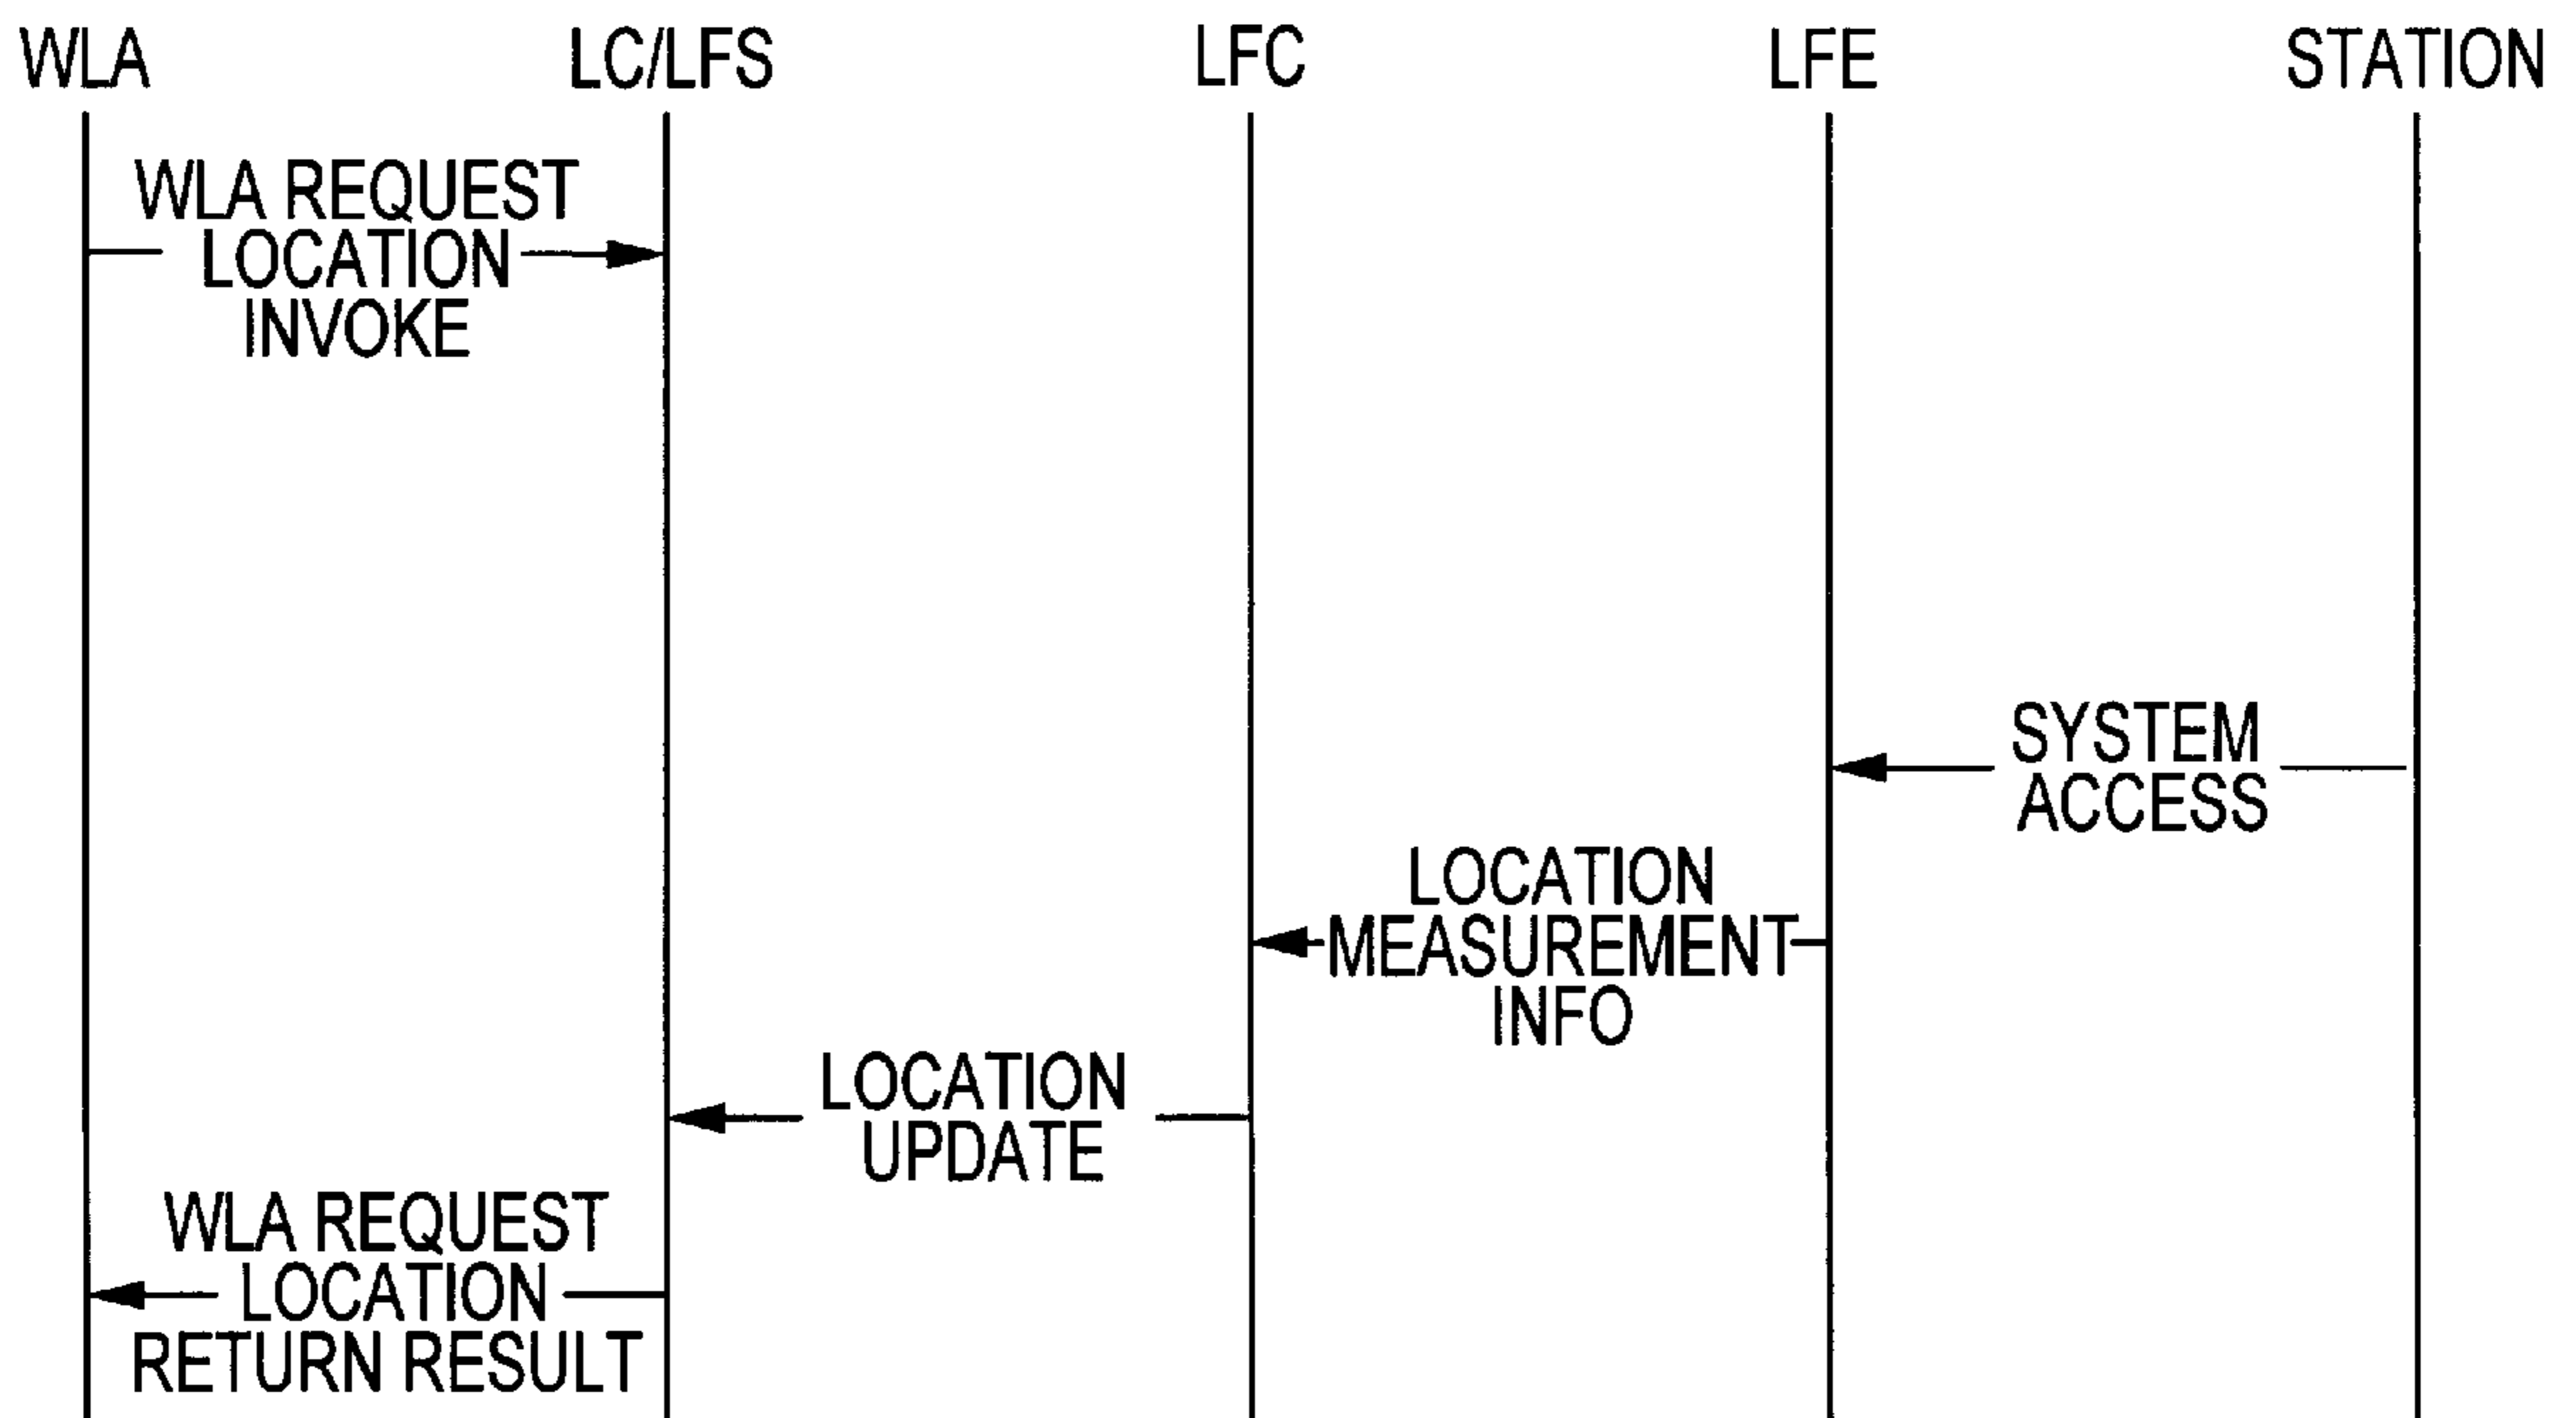 WLA
LC/LFS
LFC
LFE
STATION
WLA REQUEST
LOCATION
INVOKE
SYSTEM
ACCESS
LOCATION
MEASUREMENT
INFO
LOCATION
UPDATE
WLA REQUEST
LOCATION
RETURN RESULT